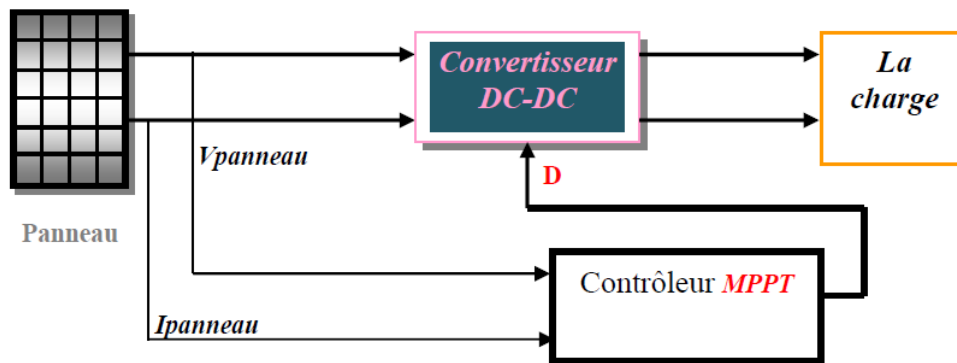 Convertisseur
DC-DC
La
charge
Vpanneau
D
Panneau
Contrôleur MPPT
Ipanneau